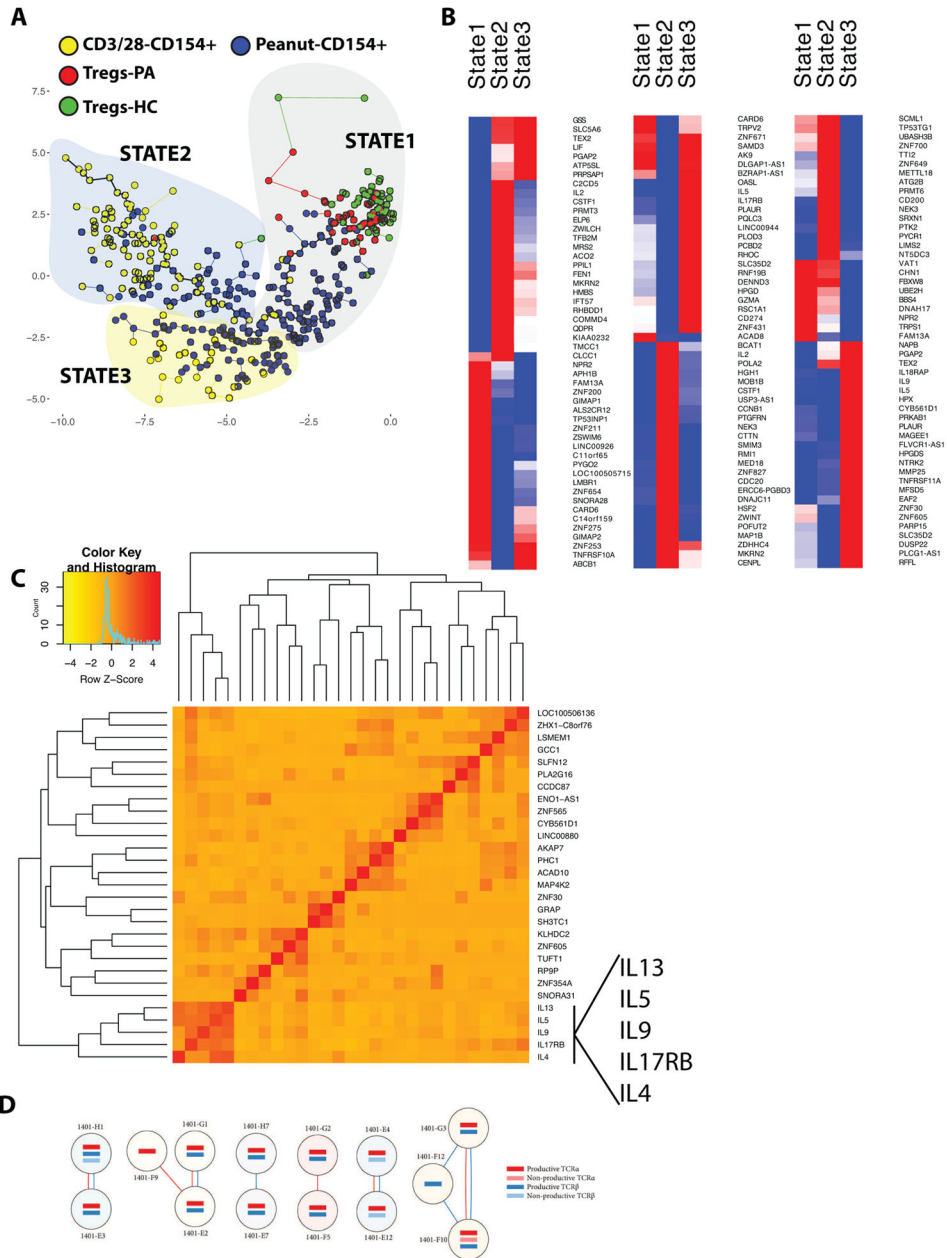 A
CD3/28-CD154+
Peanut-CD154+
Tregs-PA
Tregs-HC
7.5
5.0
2.5
0.0
−2.5
−5.0
STATE1
STATE2
STATE3
−10.0
−7.5
−5.0
−2.5
0.0
B
State1
State2
State3
GSS
SLC5A6
TEX2
LIF
PGAP2
ATP5SL
PRPSAP1
C2CD5
IL2
CSTF1
PRMT3
ELP6
ZWILCH
TFB2M
MRS2
ACO2
PPIL1
FEN1
MKRN2
HMBS
IFT57
RHBDD1
COMMD4
QDPR
KIAA0232
TMCC1
CLCC1
NPR2
APH1B
FAM13A
ZNF200
GIMAP1
ALS2CR12
TP53INP1
ZNF211
ZSWIM6
LINC00926
C11orf65
PYGO2
LOC100505715
LMBR1
ZNF654
SNORA28
CARD6
C14orf159
ZNF275
GIMAP2
ZNF253
TNFRSF10A
ABCB1
State1
State2
State3
CARD6
TRPV2
ZNF671
SAMD3
AK9
DLGAP1-AS1
BZRAP1-AS1
OASL
IL5
IL17RB
PLAUR
PQLC3
LINC00944
PLOD3
PCBD2
RHOC
SLC35D2
RNF19B
DENND3
HPGD
GZMA
RSC1A1
CD274
ZNF431
ACAD8
BCAT1
IL2
POLA2
HGH1
MOB1B
CSTF1
USP3-AS1
CCNB1
PTGFRN
NEK3
CTTN
SMIM3
RMI1
MED18
ZNF827
CDC20
ERCC6-PGBD3
DNAJC11
HSF2
ZWINT
POFUT2
MAP1B
ZDHHC4
MKRN2
CENPL
State1
State2
State3
SCML1
TP53TG1
UBASH3B
ZNF700
TTI2
ZNF649
METTL18
ATG2B
PRMT6
CD200
NEK3
SRXN1
PTK2
PYCR1
LIMS2
NT5DC3
VAT1
CHN1
FBXW8
UBE2H
BBS4
DNAH17
NPR2
TRPS1
FAM13A
NAPB
PGAP2
TEX2
IL18RAP
IL9
IL5
HPX
CYB561D1
PRKAB1
PLAUR
MAGEE1
FLVCR1-AS1
HPGDS
NTRK2
MMP25
TNFRSF11A
MFSD5
EAF2
ZNF30
ZNF605
PARP15
SLC35D2
DUSP22
PLCG1-AS1
RFFL
C
Color Key
and Histogram
Count
0 10 20 30
−4 −2 0 2 4
Row Z−Score
LOC100506136
ZHX1−C8orf76
LSMEM1
GCC1
SLFN12
PLA2G16
CCDC87
ENO1−AS1
ZNF565
CYB561D1
LINC00880
AKAP7
PHC1
ACAD10
MAP4K2
ZNF30
GRAP
SH3TC1
KLHDC2
ZNF605
TUFT1
RP9P
ZNF354A
SNORA31
IL13
IL5
IL9
IL17RB
IL4
IL13
IL5
IL9
IL17RB
IL4
D
1401-H1
1401-E3
1401-F9
1401-G1
1401-E2
1401-H7
1401-E7
1401-G2
1401-F5
1401-E4
1401-E12
1401-G3
1401-F12
1401-F10
Productive TCRα
Non-productive TCRα
Productive TCRβ
Non-productive TCRβ